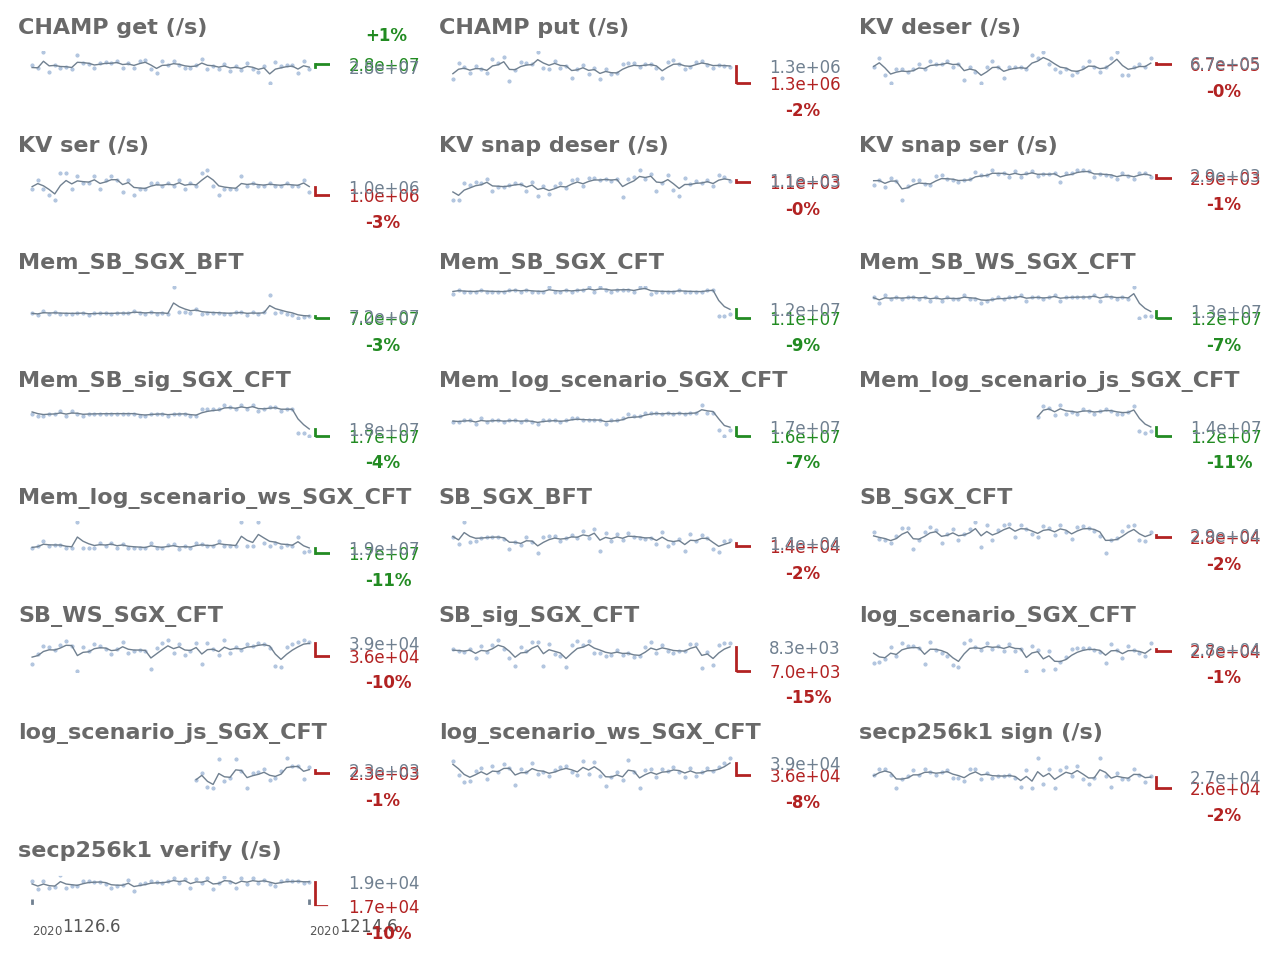 CHAMP get (/s)
+1%
2.8e+07
2.8e+07
CHAMP put (/s)
1.3e+06
1.3e+06
-2%
KV deser (/s)
6.7e+05
6.7e+05
-0%
KV ser (/s)
1.0e+06
1.0e+06
-3%
KV snap deser (/s)
1.1e+03
1.1e+03
-0%
KV snap ser (/s)
2.9e+03
2.9e+03
-1%
Mem_SB_SGX_BFT
7.2e+07
7.0e+07
-3%
Mem_SB_SGX_CFT
1.2e+07
1.1e+07
-9%
Mem_SB_WS_SGX_CFT
1.3e+07
1.2e+07
-7%
Mem_SB_sig_SGX_CFT
1.8e+07
1.7e+07
-4%
Mem_log_scenario_SGX_CFT
1.7e+07
1.6e+07
-7%
Mem_log_scenario_js_SGX_CFT
1.4e+07
1.2e+07
-11%
Mem_log_scenario_ws_SGX_CFT
1.9e+07
1.7e+07
-11%
SB_SGX_BFT
1.4e+04
1.4e+04
-2%
SB_SGX_CFT
2.8e+04
-2%
SB_WS_SGX_CFT
3.9e+04
3.6e+04
-10%
SB_sig_SGX_CFT
8.3e+03
7.0e+03
-15%
log_scenario_SGX_CFT
2.8e+04
2.7e+04
-1%
log_scenario_js_SGX_CFT
2.3e+03
2.3e+03
-1%
log_scenario_ws_SGX_CFT
3.9e+04
3.6e+04
-8%
secp256k1 sign (/s)
2.7e+04
2.6e+04
-2%
secp256k1 verify (/s)
1.9e+04
1.7e+04
-10%
2020 1126.6
2020 1214.6